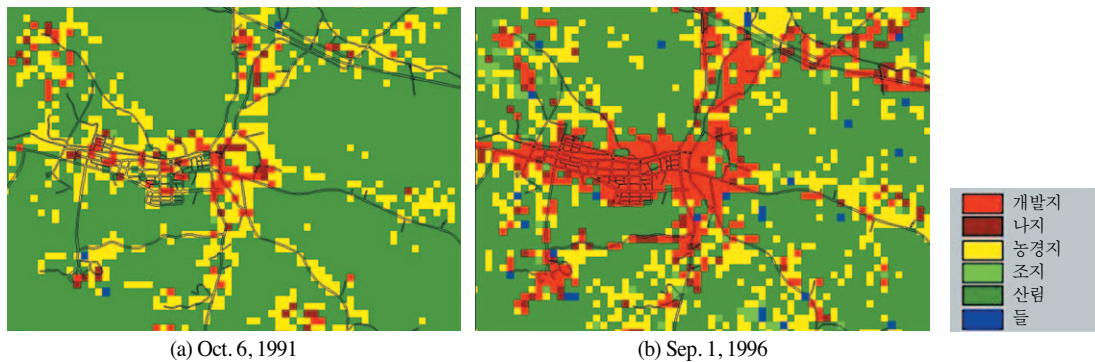 개발지
나지
농경지
조지
산림
들
(a) Oct. 6, 1991
(b) Sep. 1, 1996